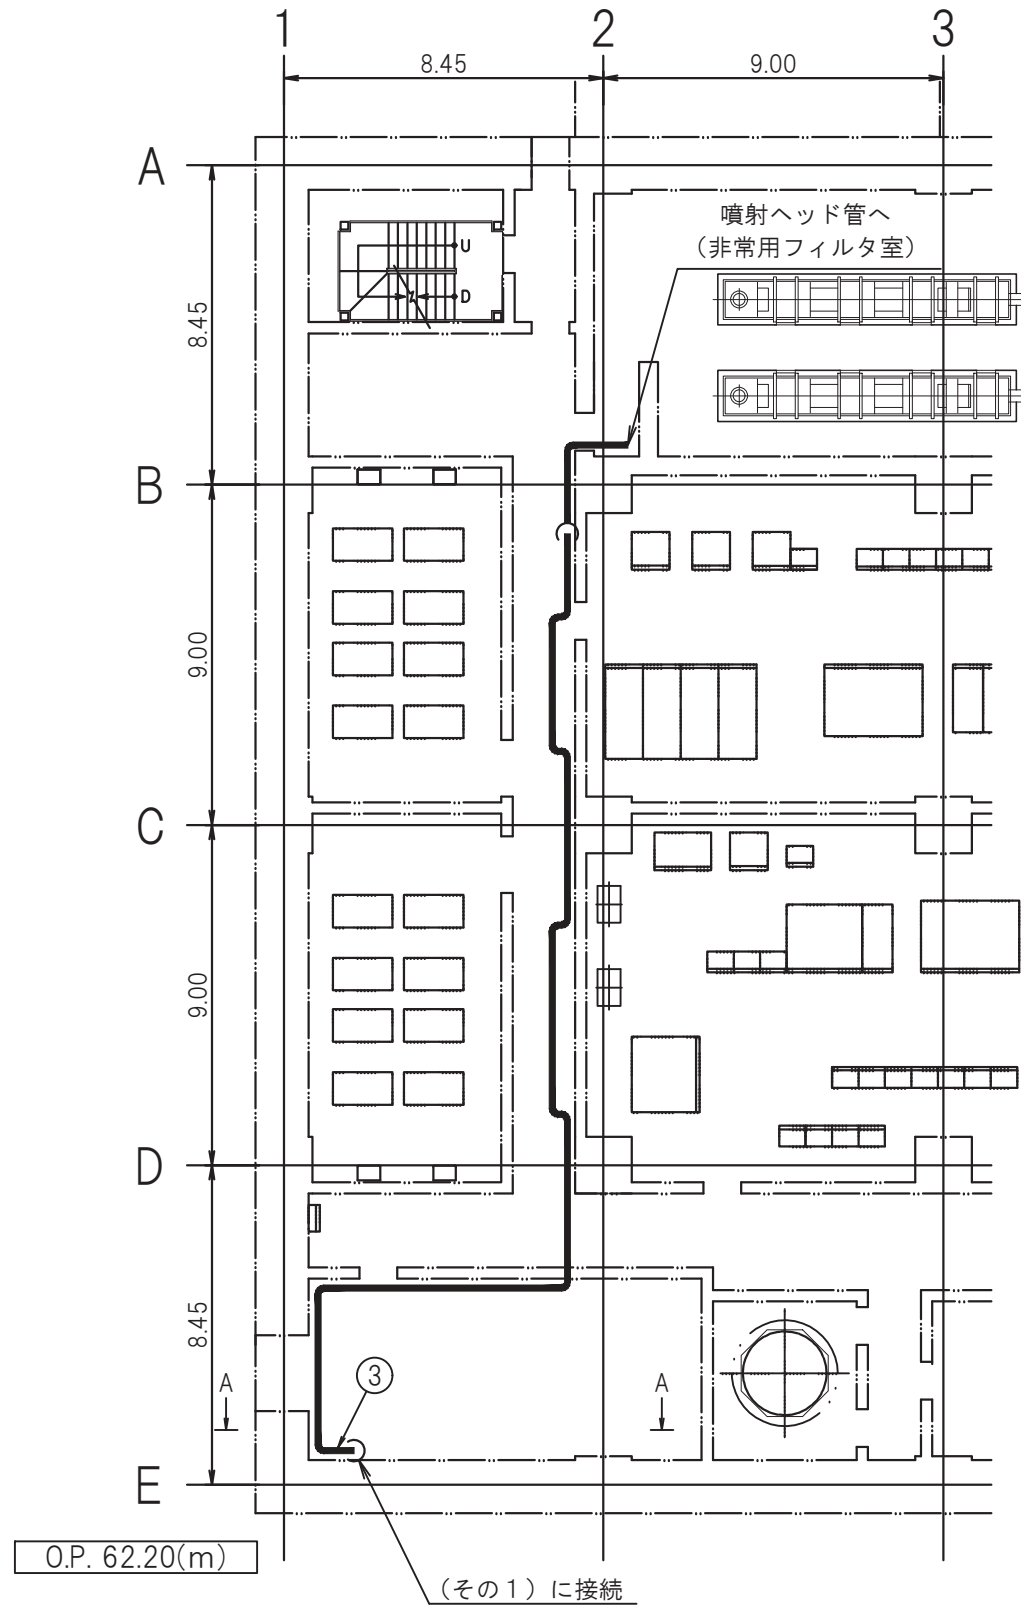 1 2 3
8.45 9.00
A
噴射ヘッド管へ
(非常用フィルタ室)
U
D
8.45
B
9.00
C
9.00
D
8.45
A A
③
E
O.P. 62.20(m)
(その1) に接続